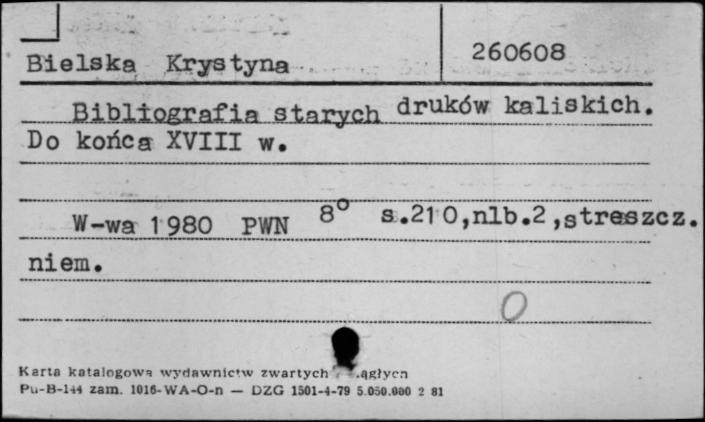 260608
Bielska Krystyna
Bibliografia starych druków kaliskich.
Do końca XVIII w.
W-wa 1980 PWN 8° s.210,nlb.2,streszcz.
niem.
0
Karta katalogowa wydawnictw zwartych
Pu-B-144 zam. 1016-WA-O-n — DZG 1501-4-79 5.050.000 2 81